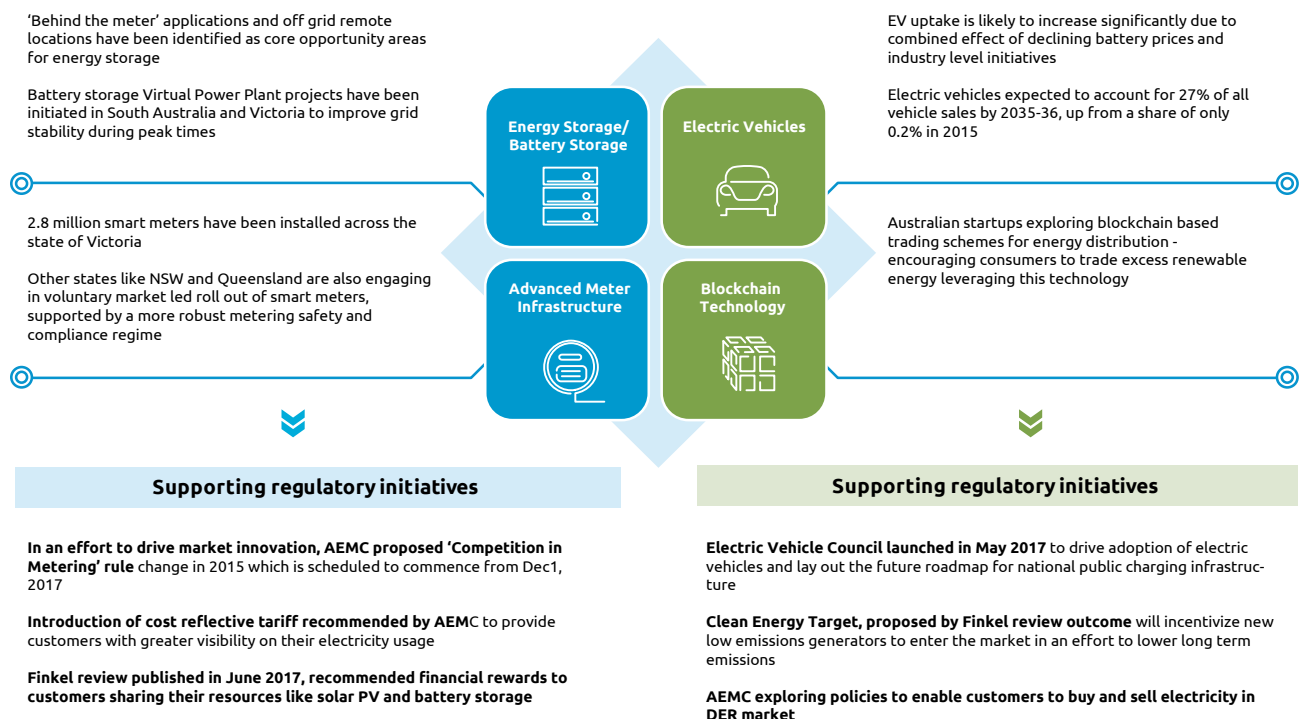 ‘Behind the meter’ applications and off grid remote
locations have been identified as core opportunity areas
for energy storage
Battery storage Virtual Power Plant projects have been
initiated in South Australia and Victoria to improve grid
stability during peak times
2.8 million smart meters have been installed across the
state of Victoria
Other states like NSW and Queensland are also engaging
in voluntary market led roll out of smart meters,
supported by a more robust metering safety and
compliance regime
Energy Storage/
Battery Storage
Electric Vehicles
Advanced Meter
Infrastructure
Blockchain
Technology
EV uptake is likely to increase significantly due to
combined effect of declining battery prices and
industry level initiatives
Electric vehicles expected to account for 27% of all
vehicle sales by 2035-36, up from a share of only
0.2% in 2015
Australian startups exploring blockchain based
trading schemes for energy distribution -
encouraging consumers to trade excess renewable
energy leveraging this technology
Supporting regulatory initiatives
In an effort to drive market innovation, AEMC proposed ‘Competition in
Metering’ rule change in 2015 which is scheduled to commence from Dec1,
2017
Introduction of cost reflective tariff recommended by AEMC to provide
customers with greater visibility on their electricity usage
Finkel review published in June 2017, recommended financial rewards to
customers sharing their resources like solar PV and battery storage
Supporting regulatory initiatives
Electric Vehicle Council launched in May 2017 to drive adoption of electric
vehicles and lay out the future roadmap for national public charging infrastruc-
ture
Clean Energy Target, proposed by Finkel review outcome will incentivize new
low emissions generators to enter the market in an effort to lower long term
emissions
AEMC exploring policies to enable customers to buy and sell electricity in
DER market